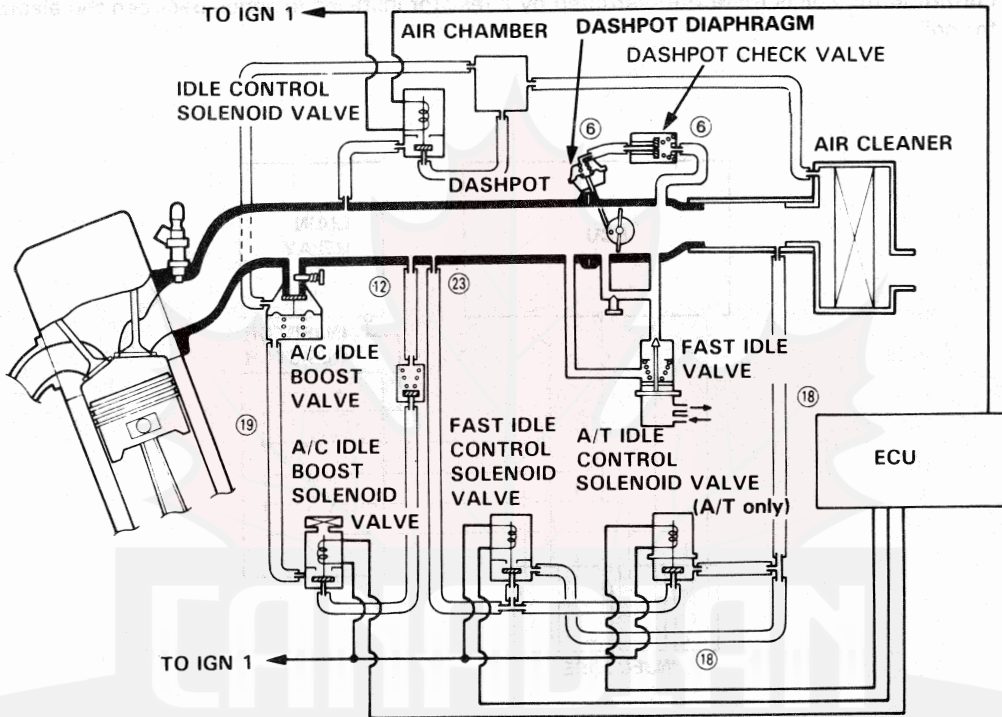 TO IGN 1
AIR CHAMBER
DASHPOT DIAPHRAGM
DASHPOT CHECK VALVE
IDLE CONTROL
SOLENOID VALVE
6
6
AIR CLEANER
DASHPOT
12
23
A/C IDLE
BOOST
VALVE
FAST IDLE
VALVE
18
19
A/C IDLE
BOOST
SOLENOID
VALVE
FAST IDLE
CONTROL
SOLENOID
VALVE
A/T IDLE
CONTROL
SOLENOID VALVE
(A/T only)
ECU
TO IGN 1
18
CANADIAN